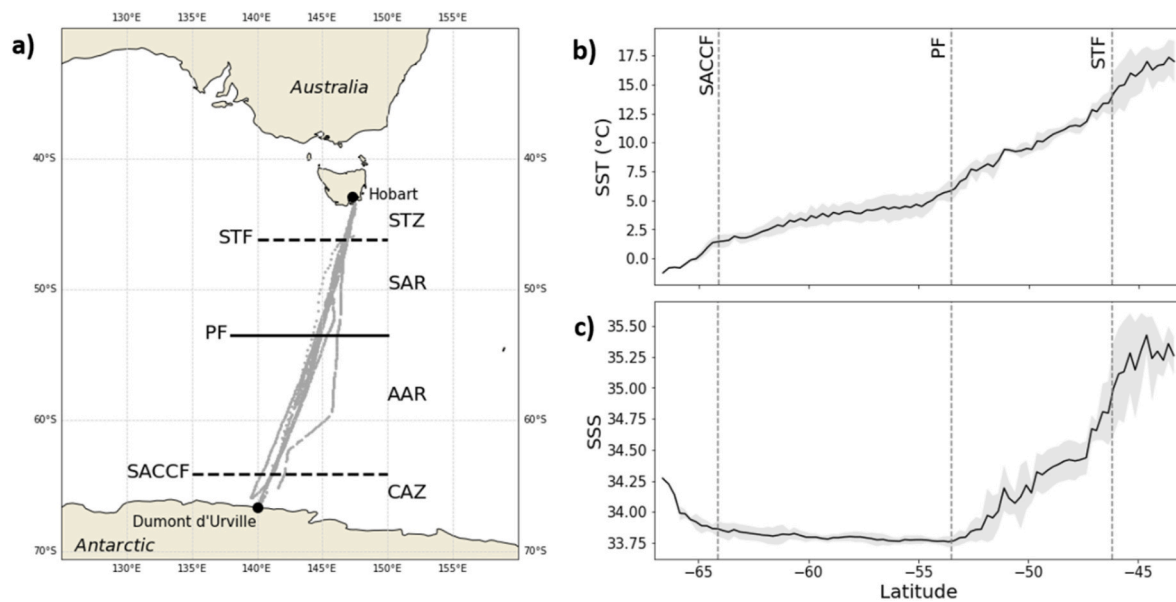 a)
130°E 135°E 140°E 145°E 150°E 155°E
Australia
40°S 40°S
Hobart
STZ
STF
SAR
50°S 50°S
PF
AAR
60°S 60°S
SACCF
CAZ
Dumont d'Urville
Antarctic
70°S 70°S
130°E 135°E 140°E 145°E 150°E 155°E
b)
SACCF
PF
STF
17.5
15.0
12.5
10.0
7.5
5.0
2.5
0.0
SST (°C)
c)
35.50
35.25
35.00
34.75
34.50
34.25
34.00
33.75
SSS
−65 −60 −55 −50 −45
Latitude